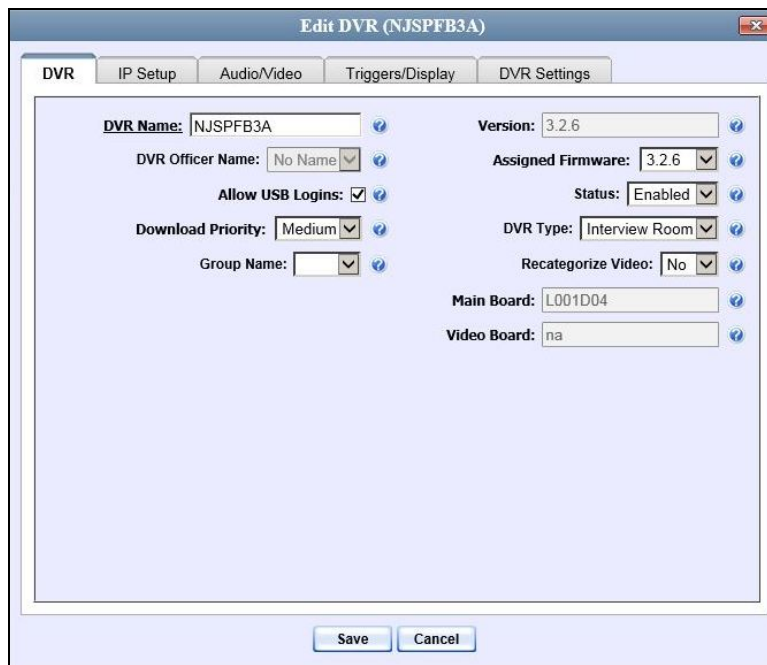 Edit DVR (NJSPFB3A)
DVR
IP Setup
Audio/Video
Triggers/Display
DVR Settings
DVR Name: NJSPFB3A
DVR Officer Name: No Name
Allow USB Logins:
Download Priority: Medium
Group Name:
Version: 3.2.6
Assigned Firmware: 3.2.6
Status: Enabled
DVR Type: Interview Room
Recategorize Video: No
Main Board: L001D04
Video Board: na
Save
Cancel